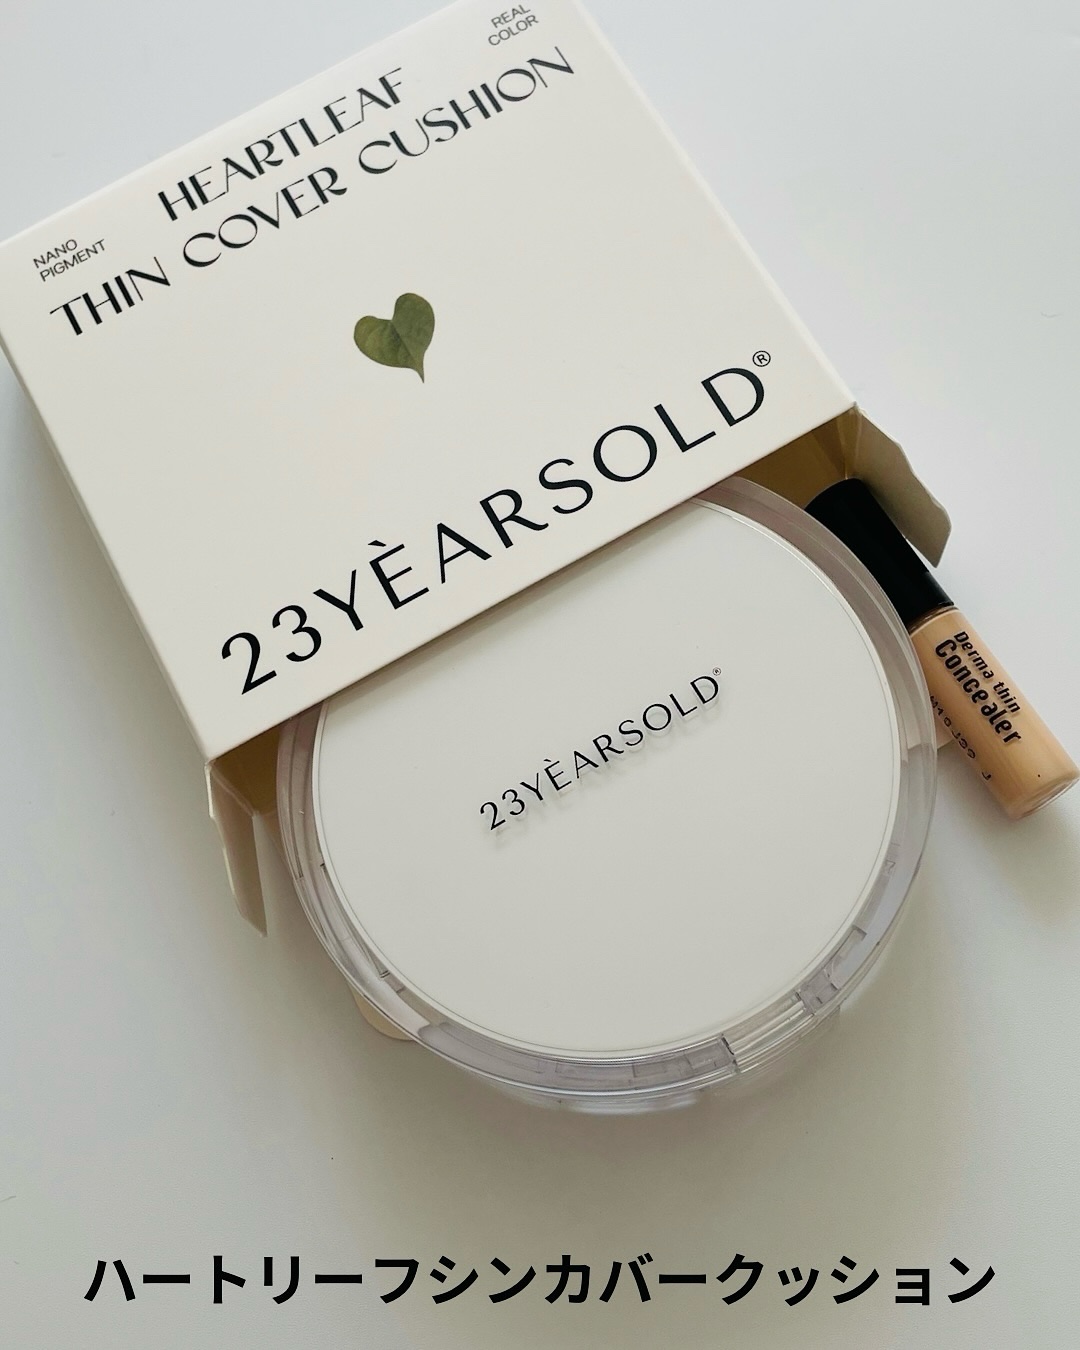 REAL
COLOR
HEARTLEAF
THIN COVER CUSHION
NANO
PIGMENT
23YÈARSOLD®
23YÈARSOLD®
Derma thin
Concealer
ハートリーフシンカバークッション